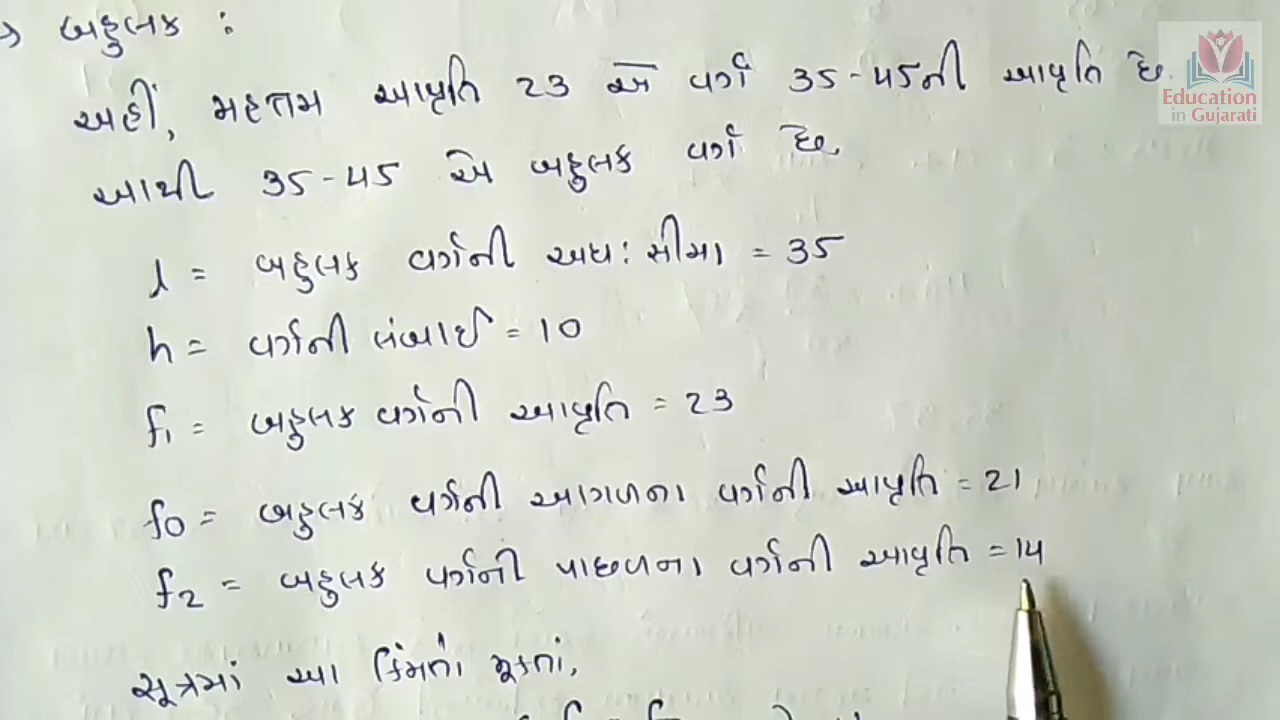 → બહુલક :
અહીં, મહત્તમ આવૃતિ 23 એ વર્ગ 35-45ની આવૃતિ છે.
આથી 35-45 એ બહુલક વર્ગ છે.
l = બહુલક વર્ગની અધ: સીમા = 35
h = વર્ગની લંબાઈ = 10
f₁ = બહુલક વર્ગની આવૃતિ = 23
f0 = બહુલક વર્ગની આગળના વર્ગની આવૃતિ = 21
f2 = બહુલક વર્ગની પાછળના વર્ગની આવૃતિ = 14
સૂત્રમાં આ કિંમતો મૂકતાં,
Education
in Gujarati